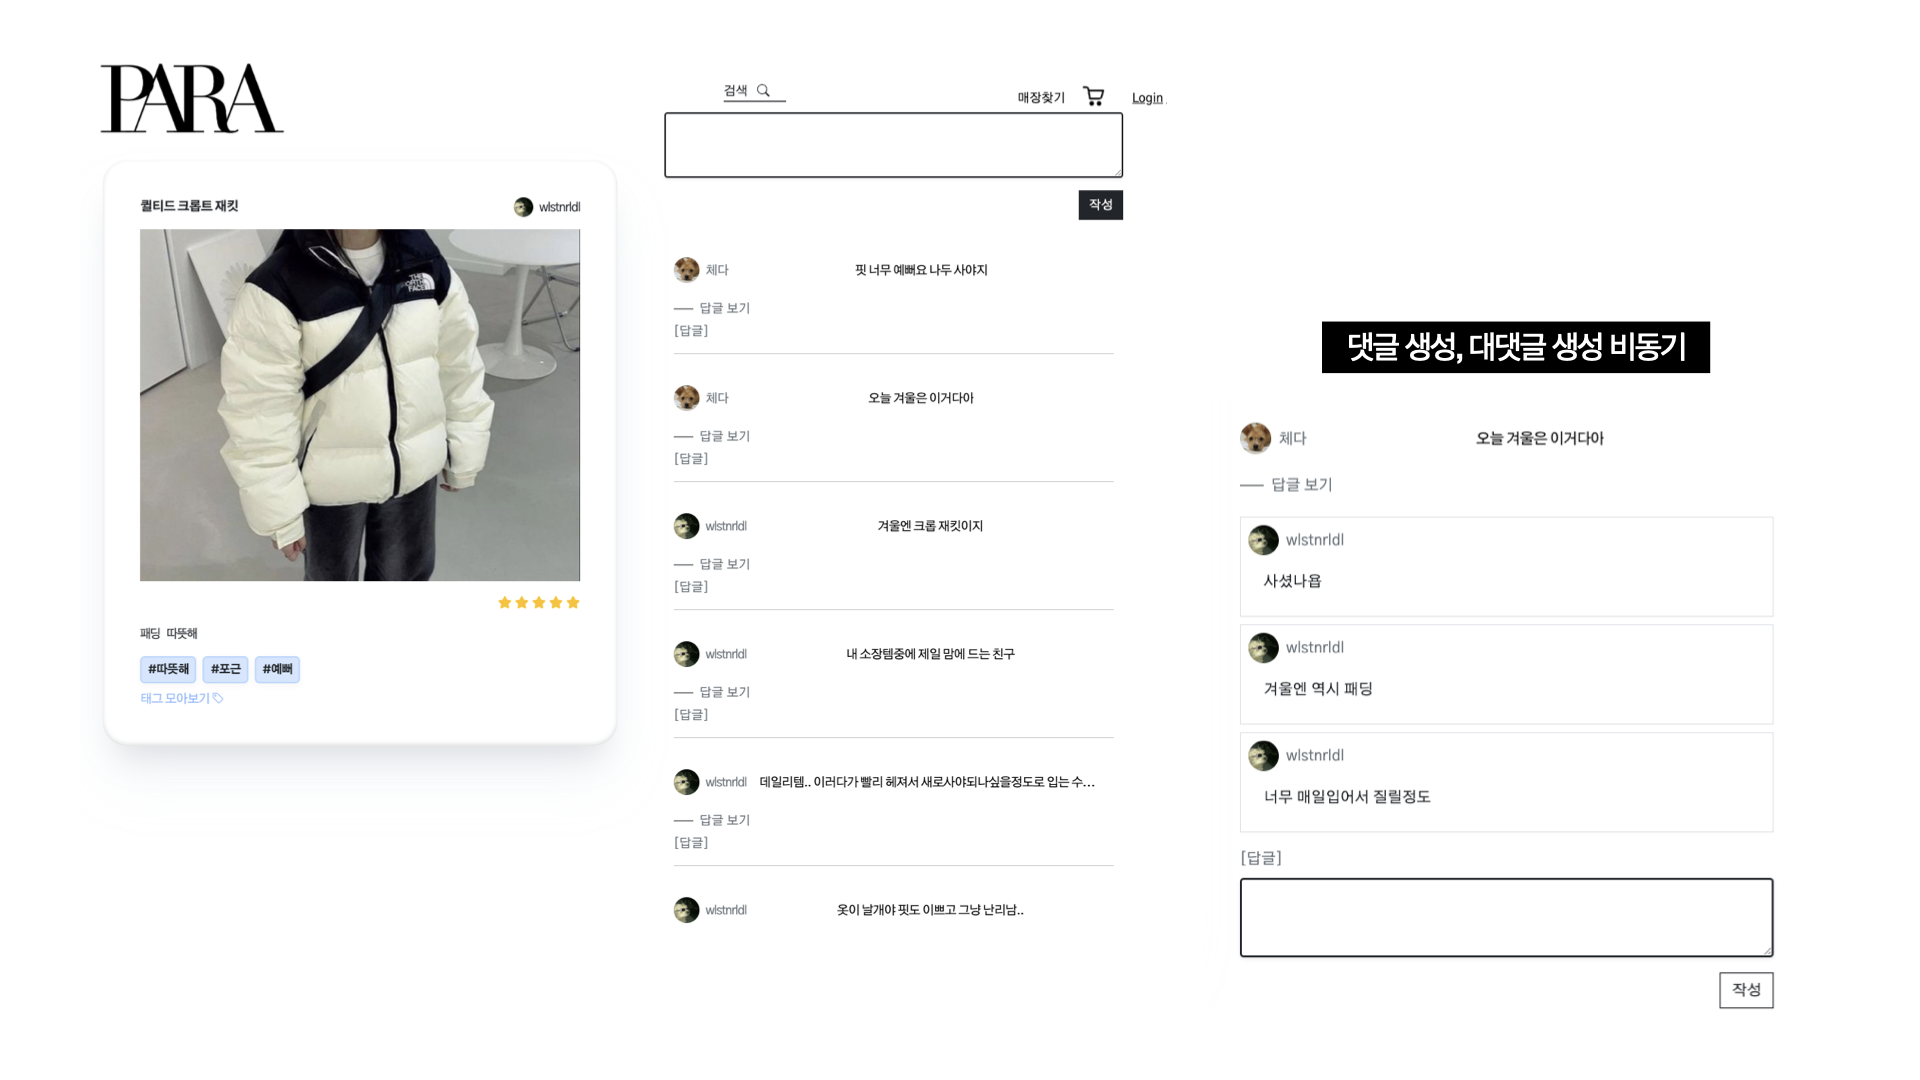 PARA
퀼티드 크롭트 재킷
wlstnrldl
THE
NORTH
FACE
패딩 따뜻해
#따뜻해 #포근 #예뻐
태그 모아보기
검색
매장찾기
Login
작성
체다 핏 너무 예뻐요 나두 사야지
답글 보기
[답글]
체다 오늘 겨울은 이거다아
답글 보기
[답글]
wlstnrldl 겨울엔 크롭 재킷이지
답글 보기
[답글]
wlstnrldl 내 소장템중에 제일 맘에 드는 친구
답글 보기
[답글]
wlstnrldl 데일리템.. 이러다가 빨리 헤져서 새로사야되나싶을정도로 입는 수...
답글 보기
[답글]
wlstnrldl 옷이 날개야 핏도 이쁘고 그냥 난리남..
댓글 생성, 대댓글 생성 비동기
체다 오늘 겨울은 이거다아
답글 보기
wlstnrldl
사셨나욥
wlstnrldl
겨울엔 역시 패딩
wlstnrldl
너무 매일입어서 질릴정도
[답글]
작성